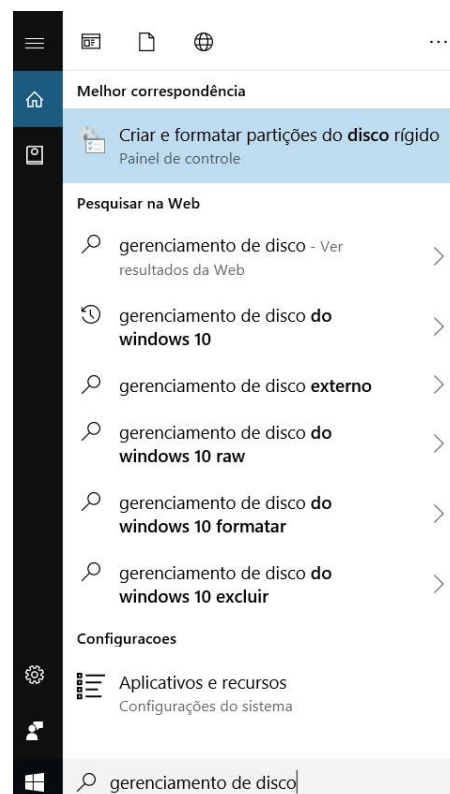 Melhor correspondência
Criar e formatar partições do disco rígido
Painel de controle
Pesquisar na Web
gerenciamento de disco - Ver
resultados da Web
gerenciamento de disco do
windows 10
gerenciamento de disco externo
gerenciamento de disco do
windows 10 raw
gerenciamento de disco do
windows 10 formatar
gerenciamento de disco do
windows 10 excluir
Configuracoes
Aplicativos e recursos
Configurações do sistema
gerenciamento de disco